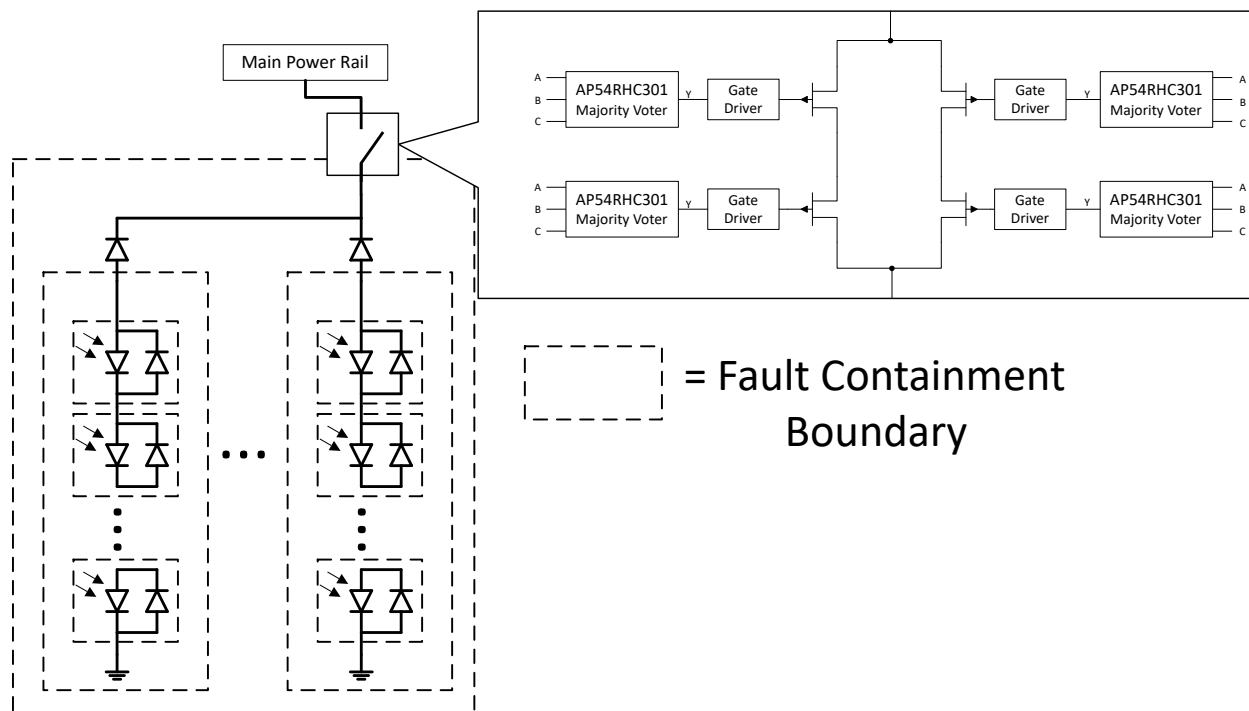 Main Power Rail
A
B
C
AP54RHC301
Majority Voter
Y
Gate
Driver
Gate
Driver
Y
AP54RHC301
Majority Voter
A
B
C
A
B
C
AP54RHC301
Majority Voter
Y
Gate
Driver
Gate
Driver
Y
AP54RHC301
Majority Voter
A
B
C
= Fault Containment
Boundary